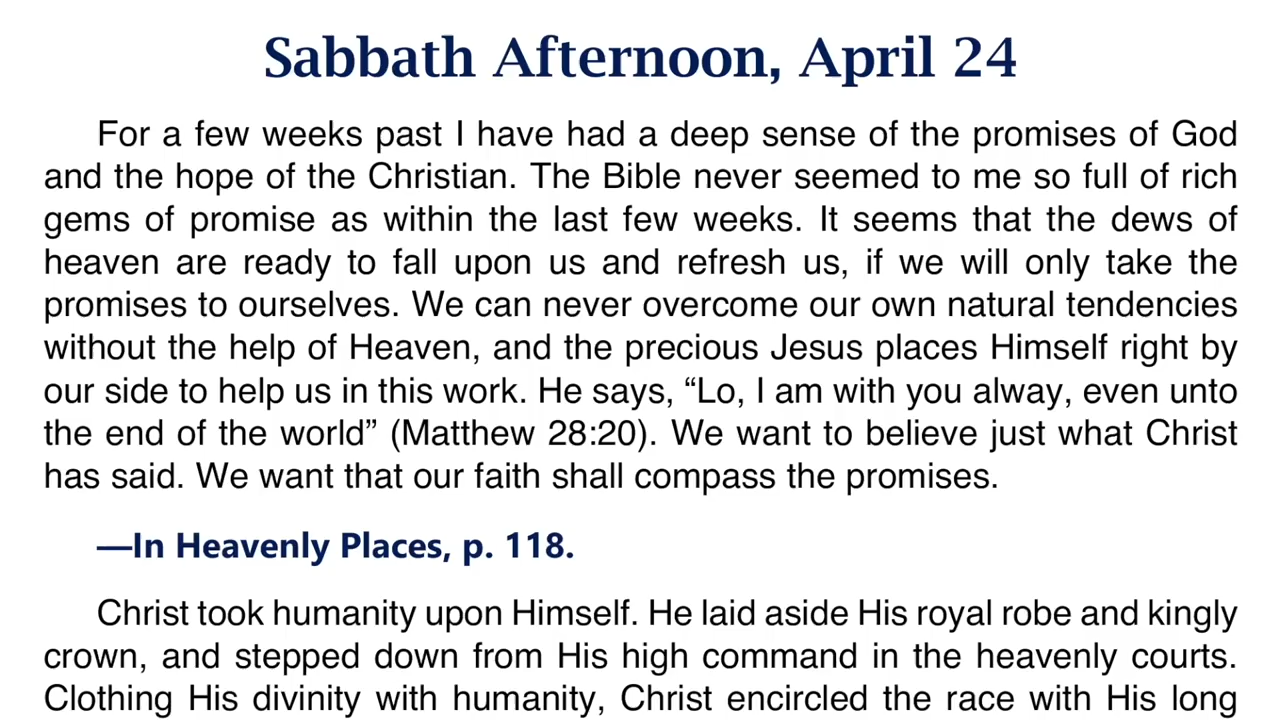 Sabbath Afternoon, April 24
For a few weeks past I have had a deep sense of the promises of God
and the hope of the Christian. The Bible never seemed to me so full of rich
gems of promise as within the last few weeks. It seems that the dews of
heaven are ready to fall upon us and refresh us, if we will only take the
promises to ourselves. We can never overcome our own natural tendencies
without the help of Heaven, and the precious Jesus places Himself right by
our side to help us in this work. He says, “Lo, I am with you alway, even unto
the end of the world” (Matthew 28:20). We want to believe just what Christ
has said. We want that our faith shall compass the promises.
—In Heavenly Places, p. 118.
Christ took humanity upon Himself. He laid aside His royal robe and kingly
crown, and stepped down from His high command in the heavenly courts.
Clothing His divinity with humanity, Christ encircled the race with His long